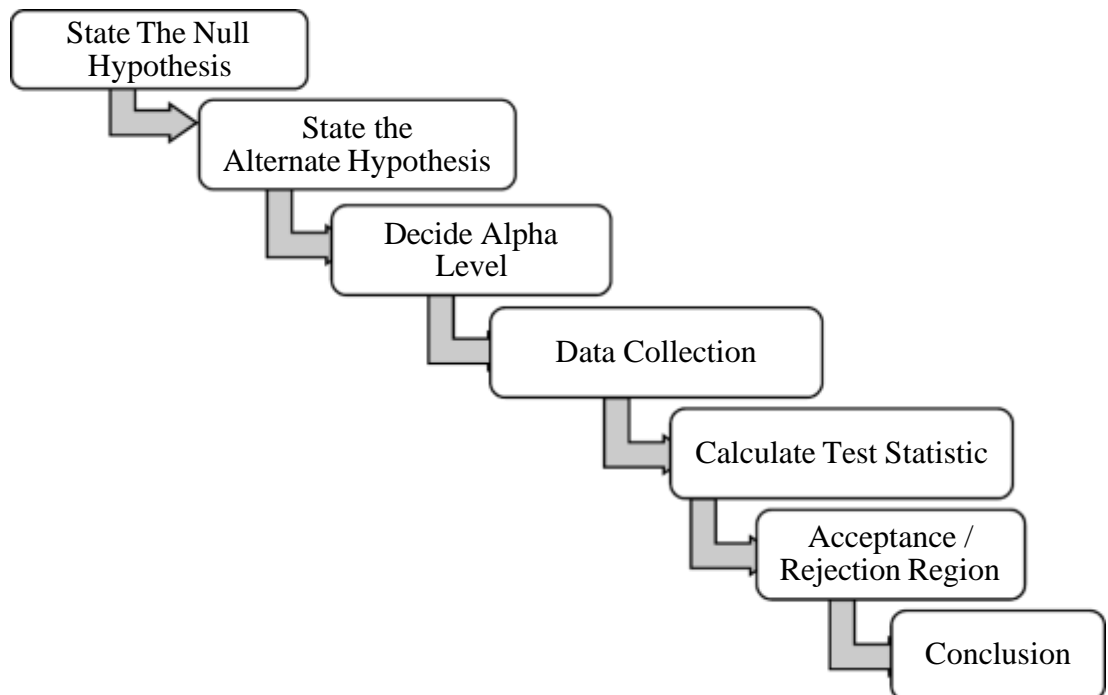 State The Null
Hypothesis
State the
Alternate Hypothesis
Decide Alpha
Level
Data Collection
Calculate Test Statistic
Acceptance /
Rejection Region
Conclusion